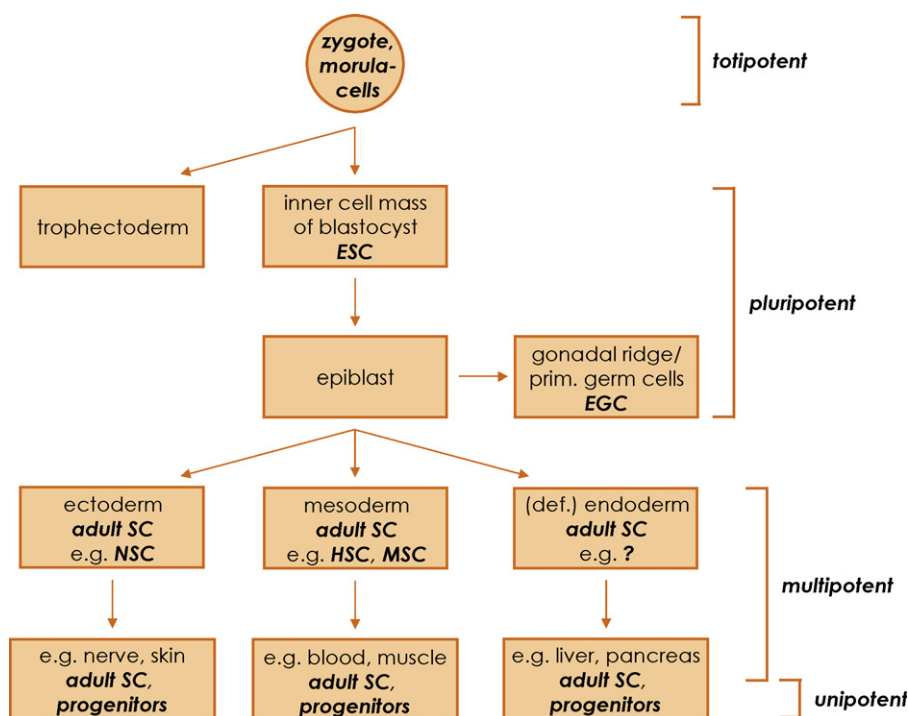 zygote,
morula-
cells
totipotent
trophectoderm
inner cell mass
of blastocyst
ESC
pluripotent
epiblast
gonadal ridge/
prim. germ cells
EGC
ectoderm
adult SC
e.g. NSC
mesoderm
adult SC
e.g. HSC, MSC
(def.) endoderm
adult SC
e.g. ?
multipotent
e.g. nerve, skin
adult SC,
progenitors
e.g. blood, muscle
adult SC,
progenitors
e.g. liver, pancreas
adult SC,
progenitors
unipotent